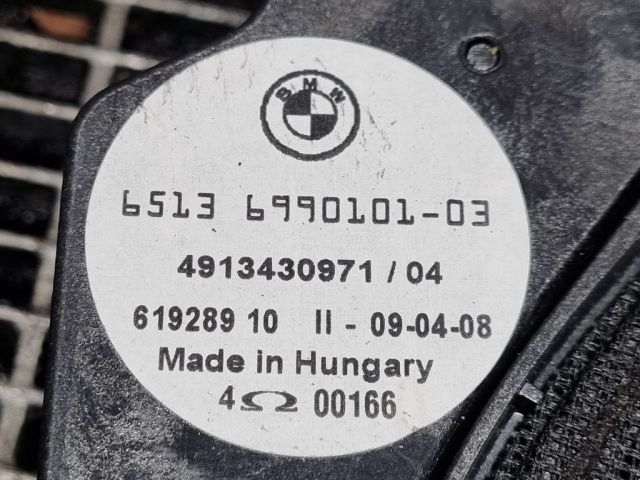 BMW
6513 6990101-03
4913430971 / 04
619289 10 II - 09-04-08
Made in Hungary
4Ω 00166